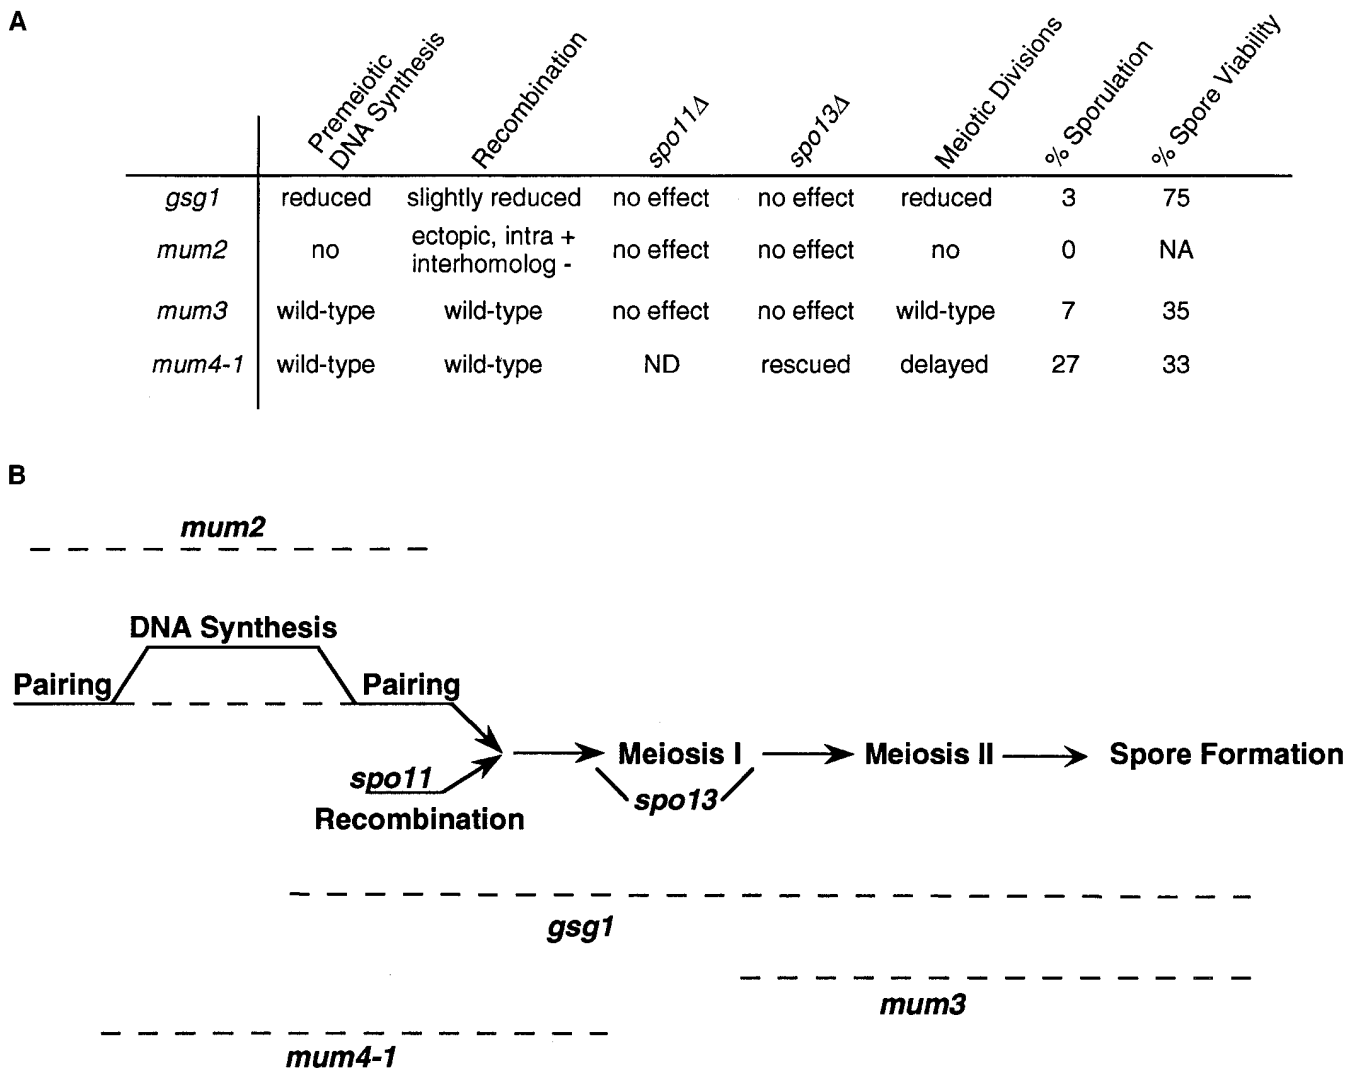 A
Premeiotic
DNA Synthesis
Recombination
spo11Δ
spo13Δ
Meiotic Divisions
% Sporulation
% Spore Viability
gsg1 reduced slightly reduced no effect no effect reduced 3 75
mum2 no ectopic, intra + interhomolog - no effect no effect no 0 NA
mum3 wild-type wild-type no effect no effect wild-type 7 35
mum4-1 wild-type wild-type ND rescued delayed 27 33
B
mum2
DNA Synthesis
Pairing Pairing
Meiosis I Meiosis II Spore Formation
spo11 spo13
Recombination
gsg1
mum3
mum4-1